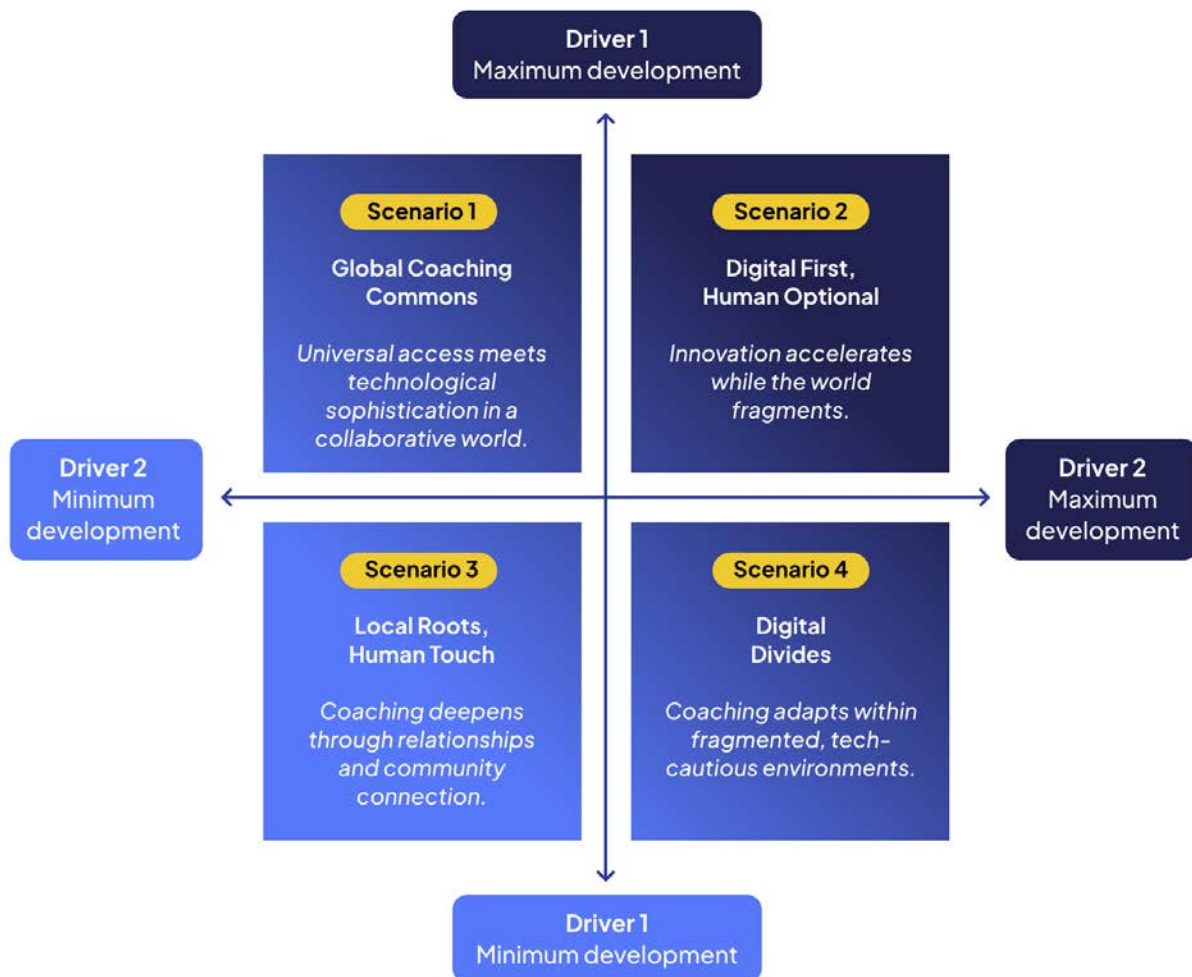 Driver 1
Maximum development
Scenario 1
Global Coaching
Commons
Universal access meets
technological
sophistication in a
collaborative world.
Scenario 2
Digital First,
Human Optional
Innovation accelerates
while the world
fragments.
Driver 2
Minimum
development
Driver 2
Maximum
development
Scenario 3
Local Roots,
Human Touch
Coaching deepens
through relationships
and community
connection.
Scenario 4
Digital
Divides
Coaching adapts within
fragmented, tech-
cautious environments.
Driver 1
Minimum development